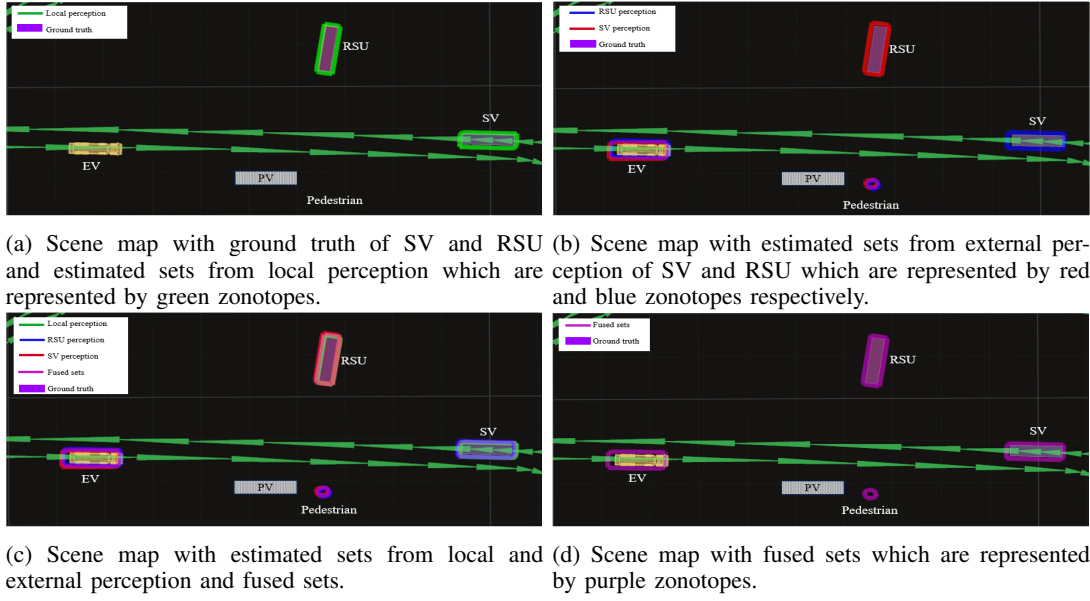 Local perception
Ground truth
RSU
SV
EV
PV
Pedestrian
RSU perception
SV perception
Ground truth
RSU
SV
EV
PV
Pedestrian
(a) Scene map with ground truth of SV and RSU
and estimated sets from local perception which are
represented by green zonotopes.
(b) Scene map with estimated sets from external per-
ception of SV and RSU which are represented by red
and blue zonotopes respectively.
Local perception
RSU perception
SV perception
Fused sets
Ground truth
RSU
SV
EV
PV
Pedestrian
Fused sets
Ground truth
RSU
SV
EV
PV
Pedestrian
(c) Scene map with estimated sets from local and
external perception and fused sets.
(d) Scene map with fused sets which are represented
by purple zonotopes.